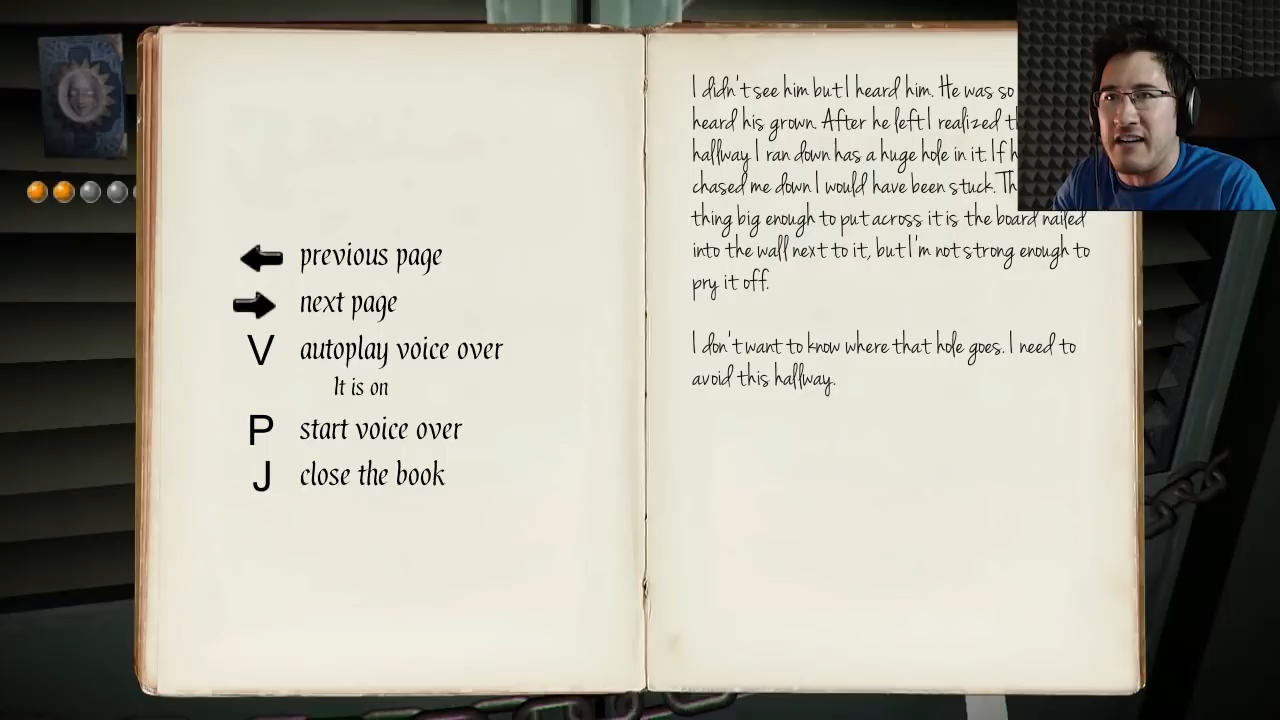 previous page
next page
V autoplay voice over
It is on
P start voice over
J close the book
I didn't see him but I heard him. He was so
heard his grown. After he left I realized
hallway I ran down has a huge hole in it. If
chased me down I would have been stuck.
thing big enough to put across it is the board nailed
into the wall next to it, but I'm not strong enough to
pry it off.
I don't want to know where that hole goes. I need to
avoid this hallway.